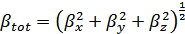 β_tot = (β_x^2 + β_y^2 + β_z^2)^{1/2}